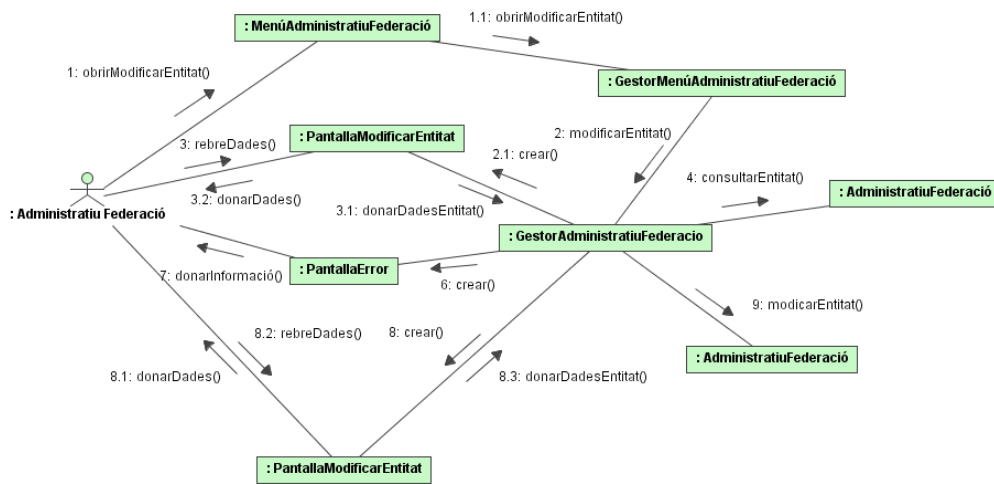 : MenúAdministratiuFederació
1.1: obrirModificarEntitat()
1: obrirModificarEntitat()
: GestorMenúAdministratiuFederació
: PantallaModificarEntitat
2: modificarEntitat()
3: rebreDades()
2.1: crear()
4: consultarEntitat()
: AdministratiuFederació
3.2: donarDades()
3.1: donarDadesEntitat()
: Administratiu Federació
: GestorAdministratiuFederacio
: PantallaError
7: donarInformació()
6: crear()
9: modicarEntitat()
8.2: rebreDades()
8: crear()
: AdministratiuFederació
8.1: donarDades()
8.3: donarDadesEntitat()
: PantallaModificarEntitat